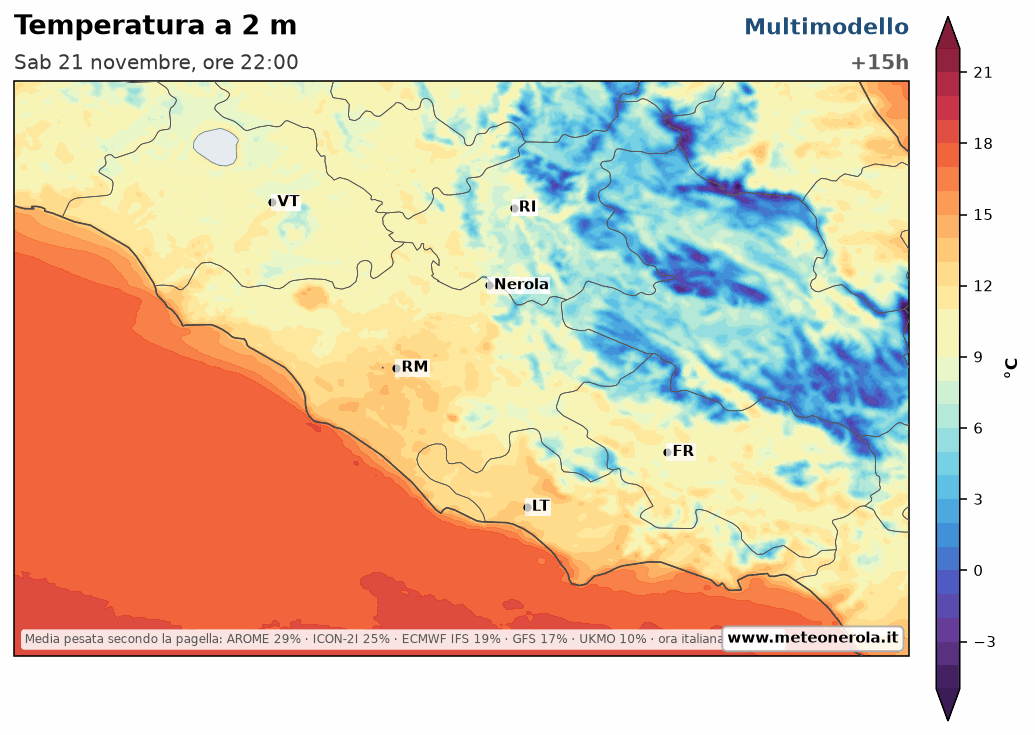 Temperatura a 2 m
Multimodello
Sab 21 novembre, ore 22:00
+15h
21
18
15
12
9
6
3
0
−3
°C
VT
RI
Nerola
RM
FR
LT
Media pesata secondo la pagella: AROME 29% · ICON-2I 25% · ECMWF IFS 19% · GFS 17% · UKMO 10% · ora italiana
www.meteonerola.it